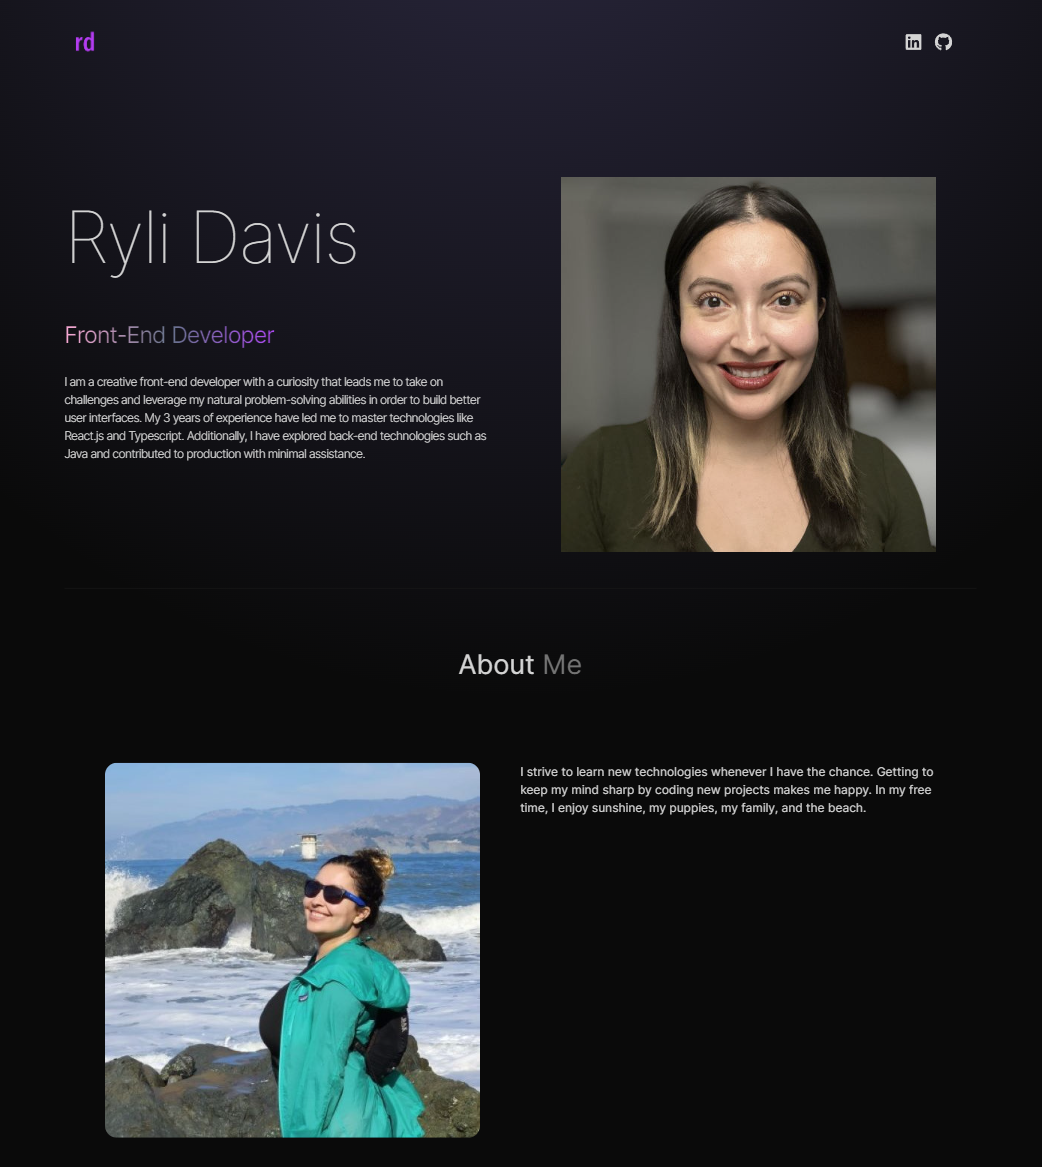 rd
in
Ryli Davis
Front-End Developer
I am a creative front-end developer with a curiosity that leads me to take on
challenges and leverage my natural problem-solving abilities in order to build better
user interfaces. My 3 years of experience have led me to master technologies like
React.js and Typescript. Additionally, I have explored back-end technologies such as
Java and contributed to production with minimal assistance.
About Me
I strive to learn new technologies whenever I have the chance. Getting to
keep my mind sharp by coding new projects makes me happy. In my free
time, I enjoy sunshine, my puppies, my family, and the beach.